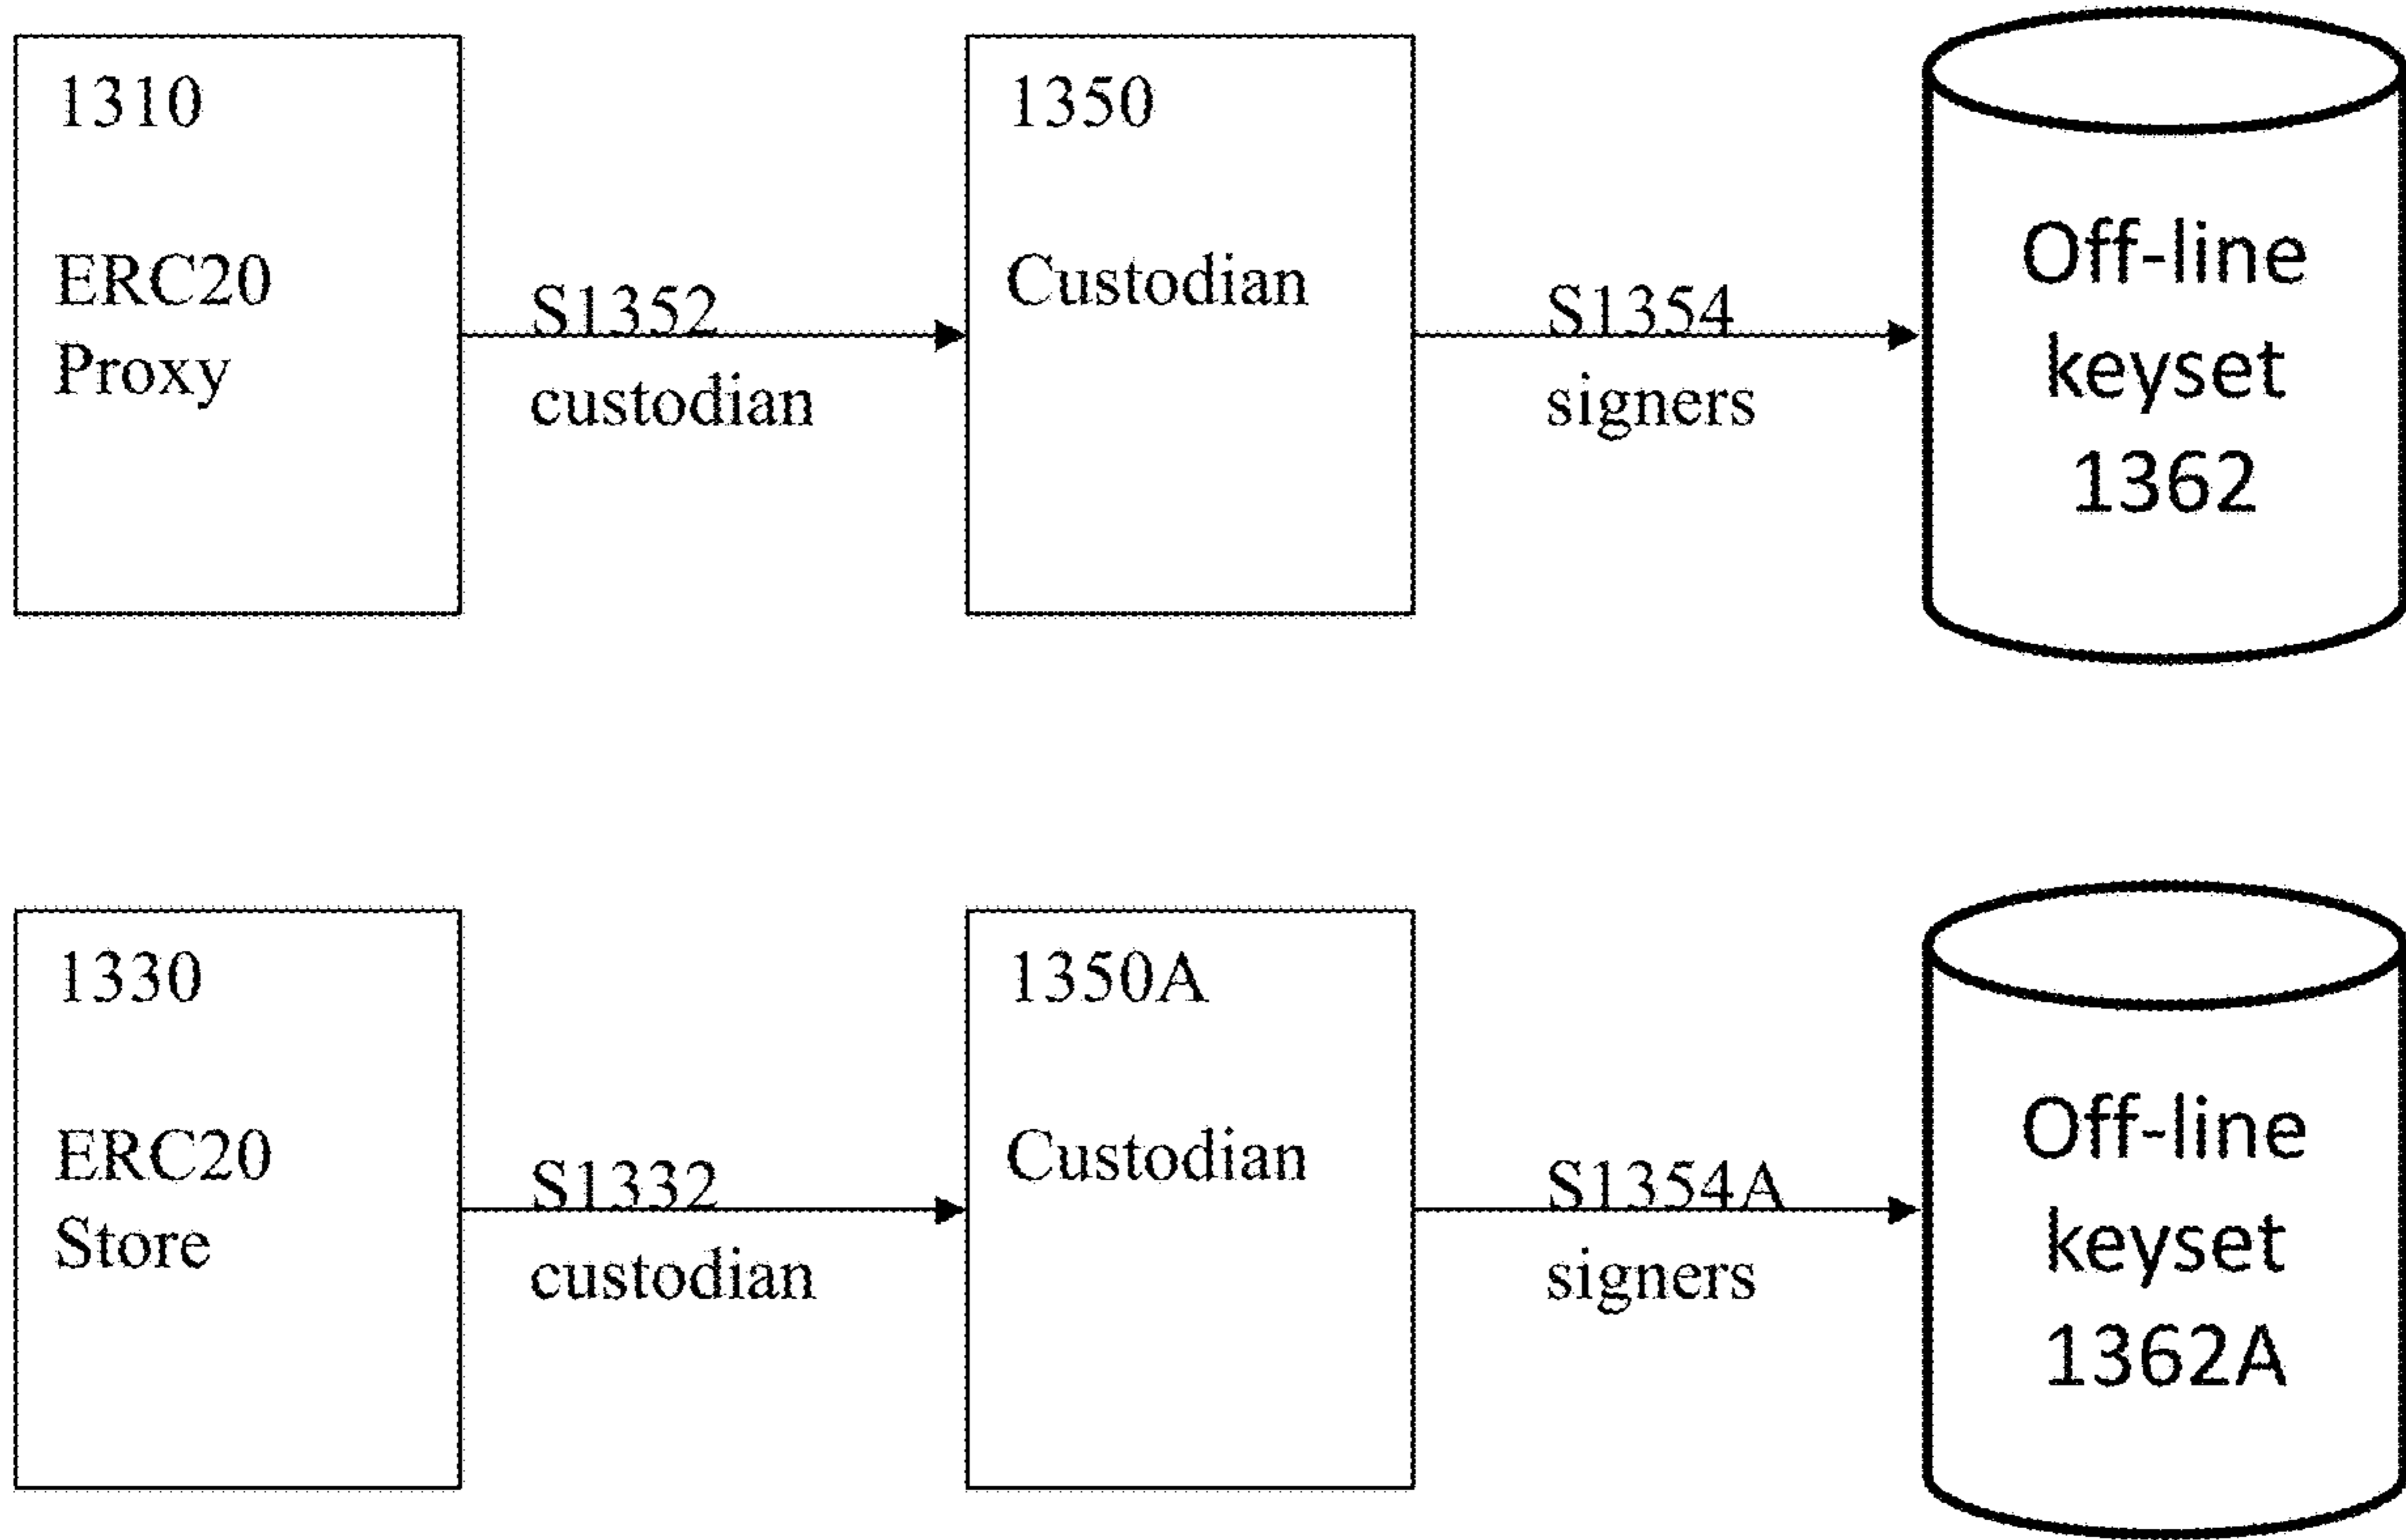 1310
ERC20
Proxy
S1352
custodian
1350
Custodian
S1354
signers
Off-line
keyset
1362
1330
ERC20
Store
S1332
custodian
1350A
Custodian
S1354A
signers
Off-line
keyset
1362A